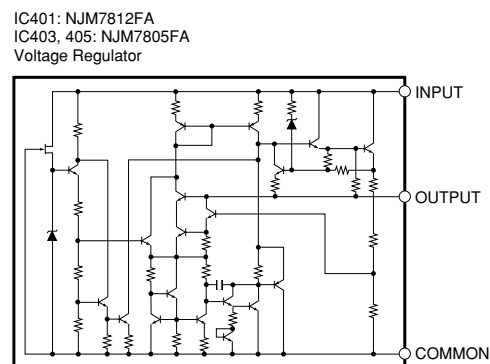 IC401: NJM7812FA
IC403, 405: NJM7805FA
Voltage Regulator
INPUT
OUTPUT
COMMON